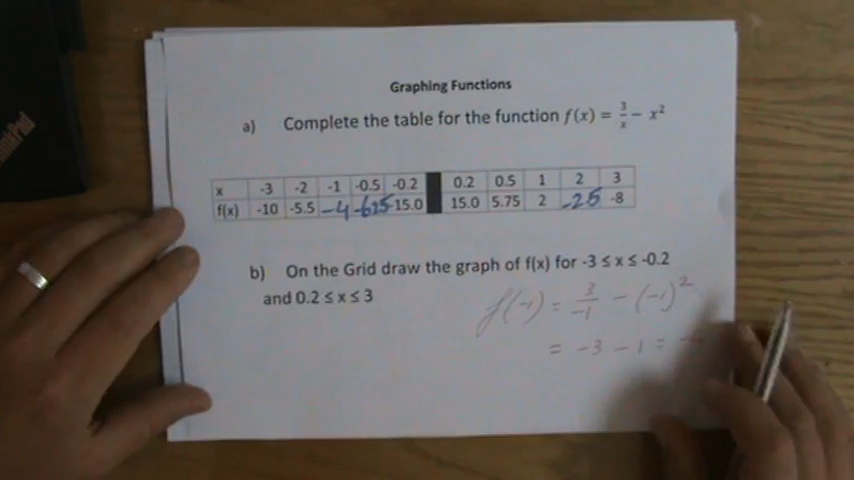 Graphing Functions
a) Complete the table for the function f(x) = 3/x − x²
x -3 -2 -1 -0.5 -0.2 0.2 0.5 1 2 3
f(x) -10 -5.5 -4 -6.25 -15.0 15.0 5.75 2 -2.5 -8
b) On the Grid draw the graph of f(x) for -3 ≤ x ≤ -0.2
and 0.2 ≤ x ≤ 3
f(-1) = 3/-1 - (-1)²
= -3 - 1 =